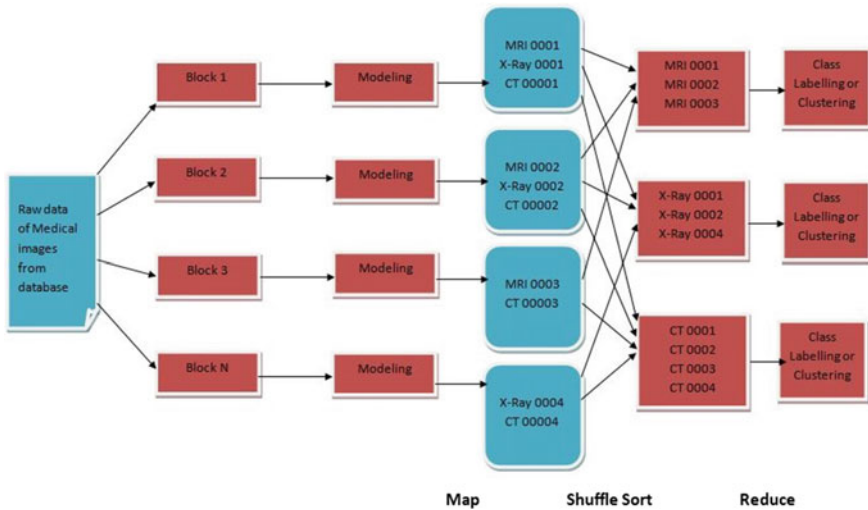 Raw data
of Medical
images
from
database
Block 1
Block 2
Block 3
Block N
Modeling
Modeling
Modeling
Modeling
MRI 0001
X-Ray 0001
CT 00001
MRI 0002
X-Ray 0002
CT 00002
MRI 0003
CT 00003
X-Ray 0004
CT 00004
MRI 0001
MRI 0002
MRI 0003
X-Ray 0001
X-Ray 0002
X-Ray 0004
CT 0001
CT 0002
CT 0003
CT 0004
Class
Labelling or
Clustering
Class
Labelling or
Clustering
Class
Labelling or
Clustering
Map
Shuffle Sort
Reduce